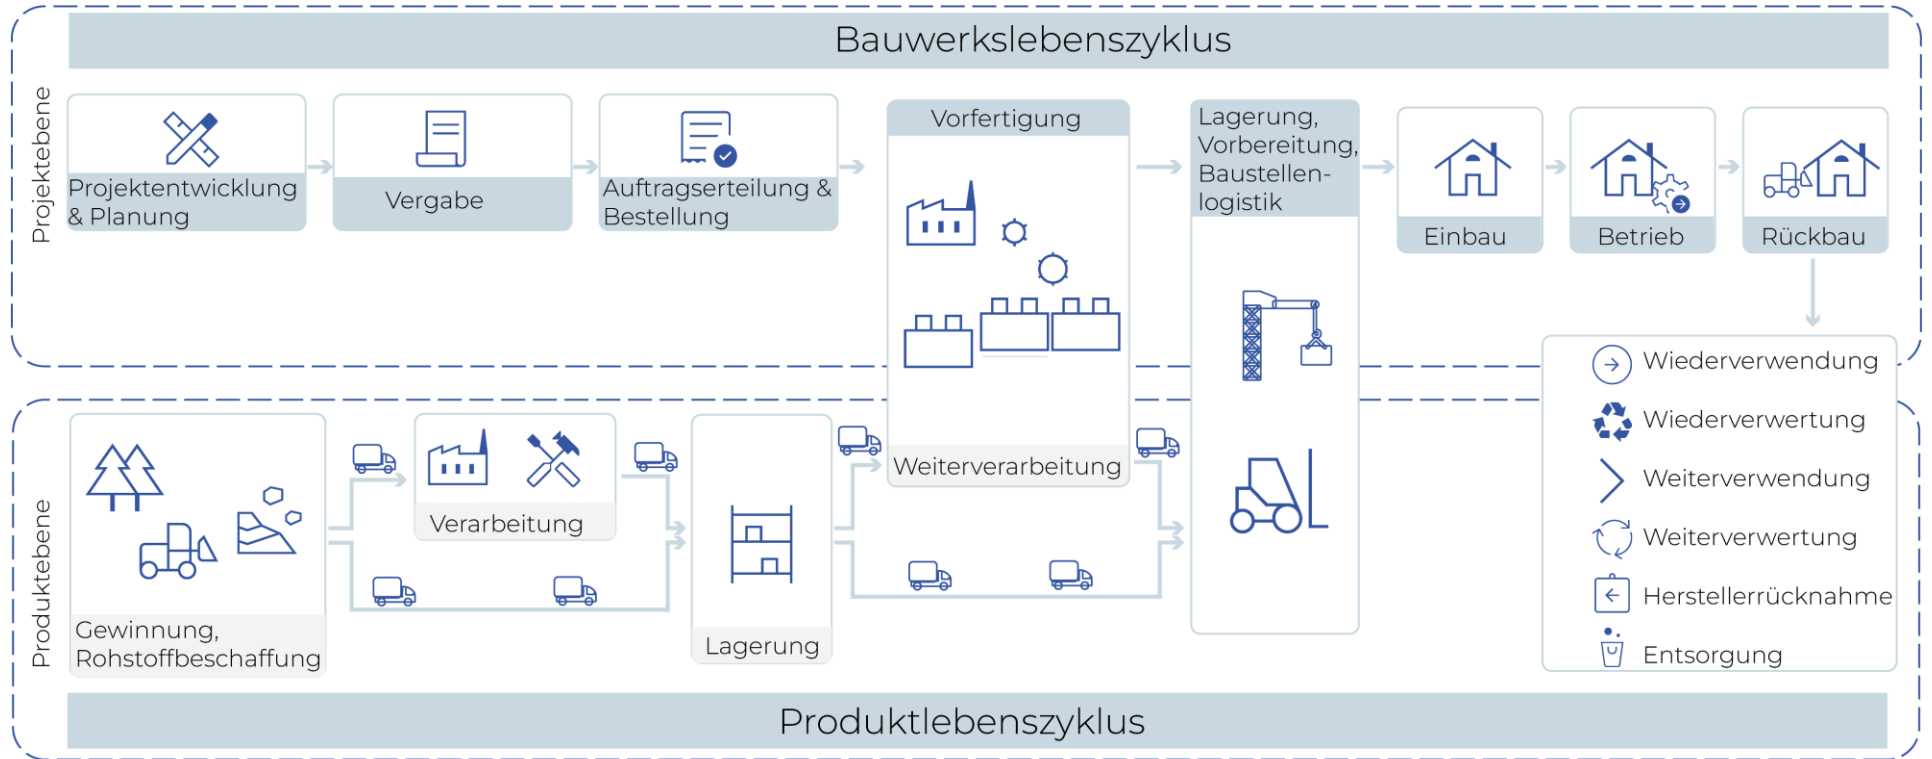 Bauwerkslebenszyklus
Projektebene
Projektentwicklung
& Planung
Vergabe
Auftragserteilung &
Bestellung
Vorfertigung
Lagerung,
Vorbereitung,
Baustellen-
logistik
Einbau
Betrieb
Rückbau
Wiederverwendung
Wiederverwertung
Weiterverwendung
Weiterverwertung
Herstellerrücknahme
Entsorgung
Produktebene
Gewinnung,
Rohstoffbeschaffung
Verarbeitung
Lagerung
Weiterverarbeitung
Produktlebenszyklus